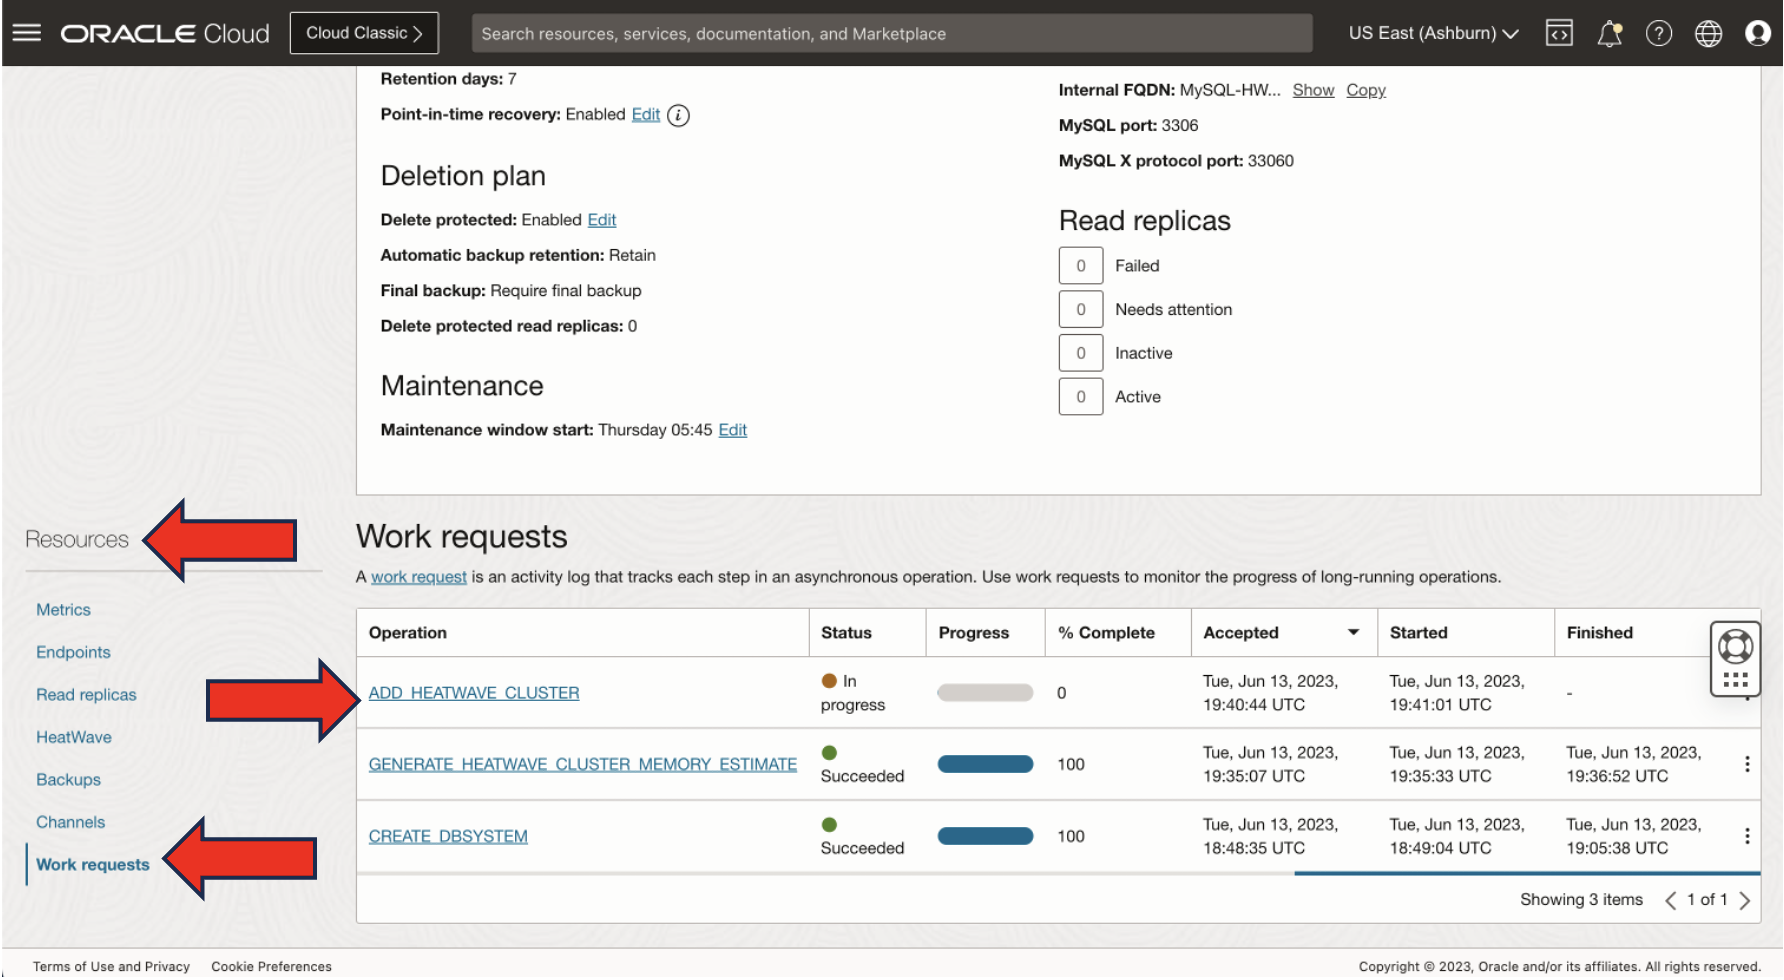 ORACLE Cloud
Cloud Classic
Search resources, services, documentation, and Marketplace
US East (Ashburn)
Retention days: 7
Point-in-time recovery: Enabled Edit i
Deletion plan
Delete protected: Enabled Edit
Automatic backup retention: Retain
Final backup: Require final backup
Delete protected read replicas: 0
Maintenance
Maintenance window start: Thursday 05:45 Edit
Internal FQDN: MySQL-HW... Show Copy
MySQL port: 3306
MySQL X protocol port: 33060
Read replicas
0 Failed
0 Needs attention
0 Inactive
0 Active
Resources
Metrics
Endpoints
Read replicas
HeatWave
Backups
Channels
Work requests
Work requests
A work request is an activity log that tracks each step in an asynchronous operation. Use work requests to monitor the progress of long-running operations.
Operation Status Progress % Complete Accepted Started Finished
ADD_HEATWAVE_CLUSTER In progress 0 Tue, Jun 13, 2023, 19:40:44 UTC Tue, Jun 13, 2023, 19:41:01 UTC -
GENERATE_HEATWAVE_CLUSTER_MEMORY_ESTIMATE Succeeded 100 Tue, Jun 13, 2023, 19:35:07 UTC Tue, Jun 13, 2023, 19:35:33 UTC Tue, Jun 13, 2023, 19:36:52 UTC
CREATE_DBSYSTEM Succeeded 100 Tue, Jun 13, 2023, 18:48:35 UTC Tue, Jun 13, 2023, 18:49:04 UTC Tue, Jun 13, 2023, 19:05:38 UTC
Showing 3 items 1 of 1
Terms of Use and Privacy Cookie Preferences
Copyright © 2023, Oracle and/or its affiliates. All rights reserved.